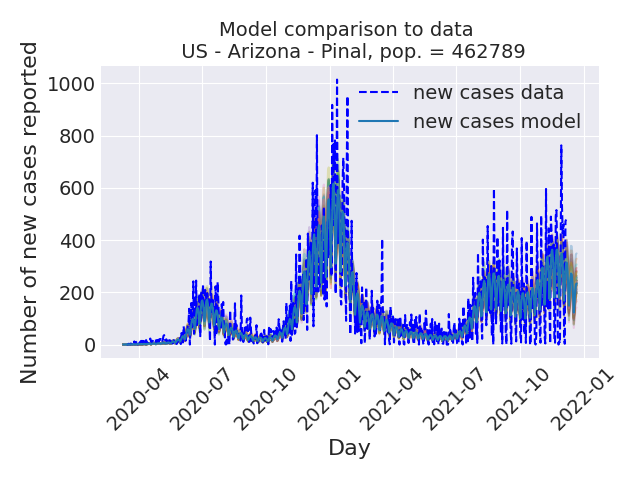 Model comparison to data
US - Arizona - Pinal, pop. = 462789
new cases data
new cases model
Number of new cases reported
1000
800
600
400
200
0
2020-04
2020-07
2020-10
2021-01
2021-04
2021-07
2021-10
2022-01
Day